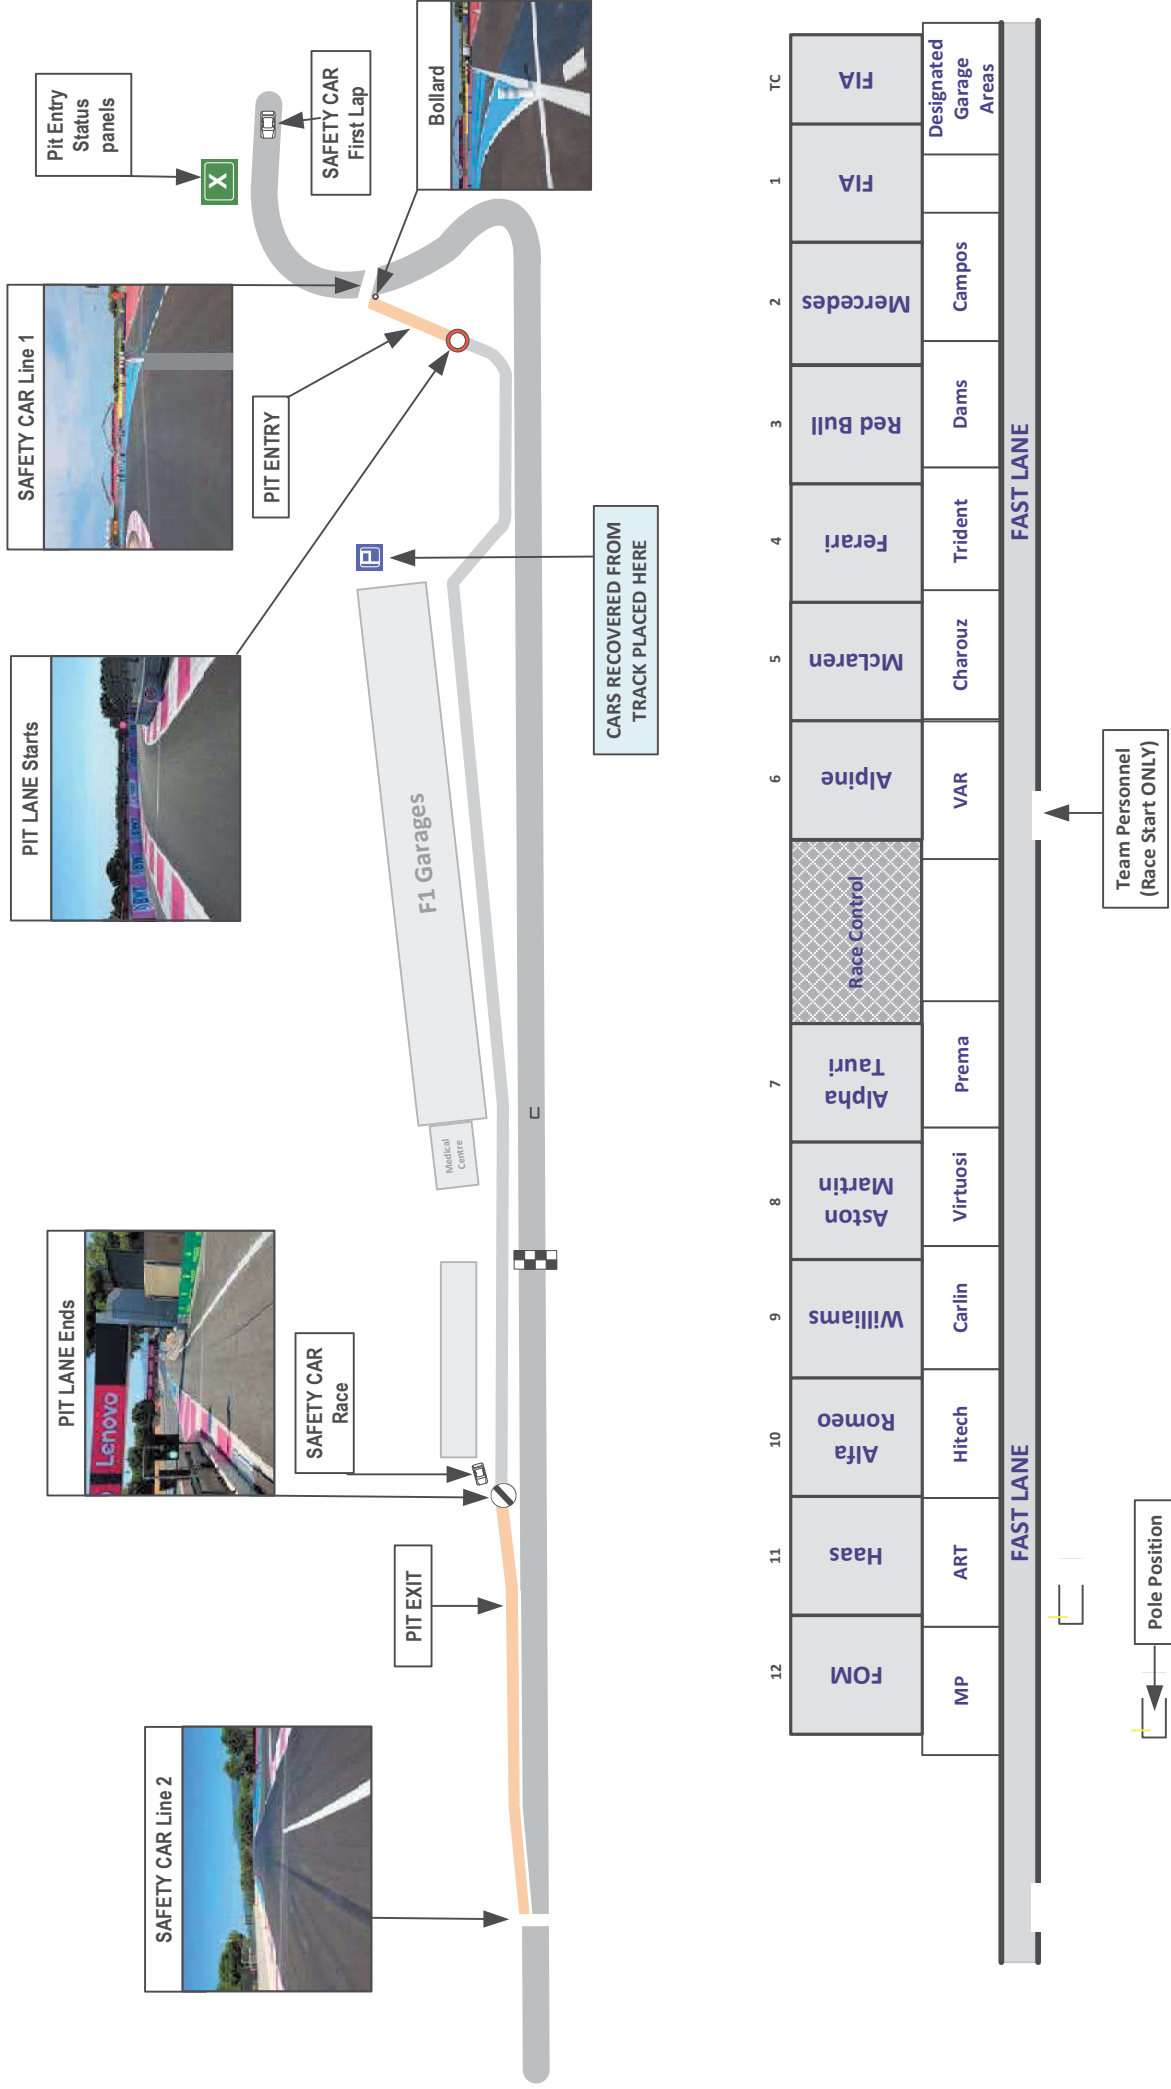 SAFETY CAR Line 2
PIT EXIT
PIT LANE Ends
Lenovo
SAFETY CAR
Race
Medical
Centre
F1 Garages
PIT LANE Starts
CARS RECOVERED FROM
TRACK PLACED HERE
P
SAFETY CAR Line 1
PIT ENTRY
Pit Entry
Status
panels
X
SAFETY CAR
First Lap
Bollard
12
11
10
9
8
7
6
5
4
3
2
1
TC
FOM
Haas
Alfa
Romeo
Williams
Aston
Martin
Alpha
Tauri
Race Control
Alpine
McLaren
Ferari
Red Bull
Mercedes
FIA
FIA
MP
ART
Hitech
Carlin
Virtuosi
Prema
VAR
Charouz
Trident
Dams
Campos
Designated
Garage
Areas
FAST LANE
FAST LANE
Pole Position
Team Personnel
(Race Start ONLY)